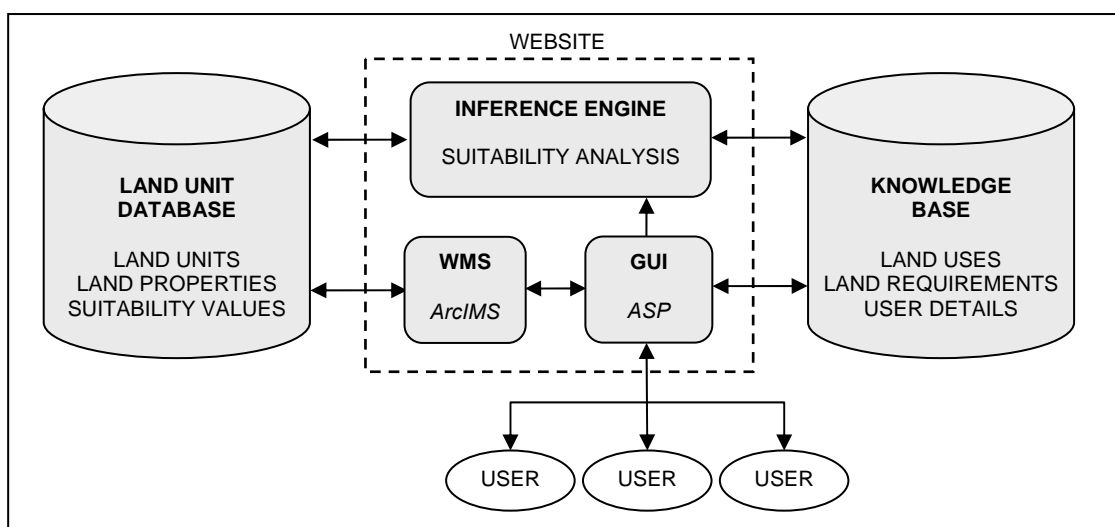 WEBSITE
INFERENCE ENGINE
SUITABILITY ANALYSIS
LAND UNIT
DATABASE
LAND UNITS
LAND PROPERTIES
SUITABILITY VALUES
WMS
ArcIMS
GUI
ASP
KNOWLEDGE
BASE
LAND USES
LAND REQUIREMENTS
USER DETAILS
USER
USER
USER